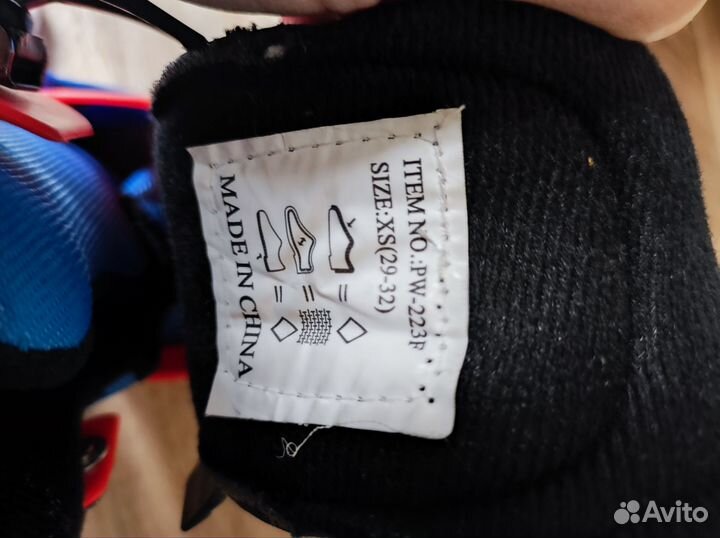 ITEM NO.:PW-223F
SIZE:XS(29-32)
MADE IN CHINA
Avito